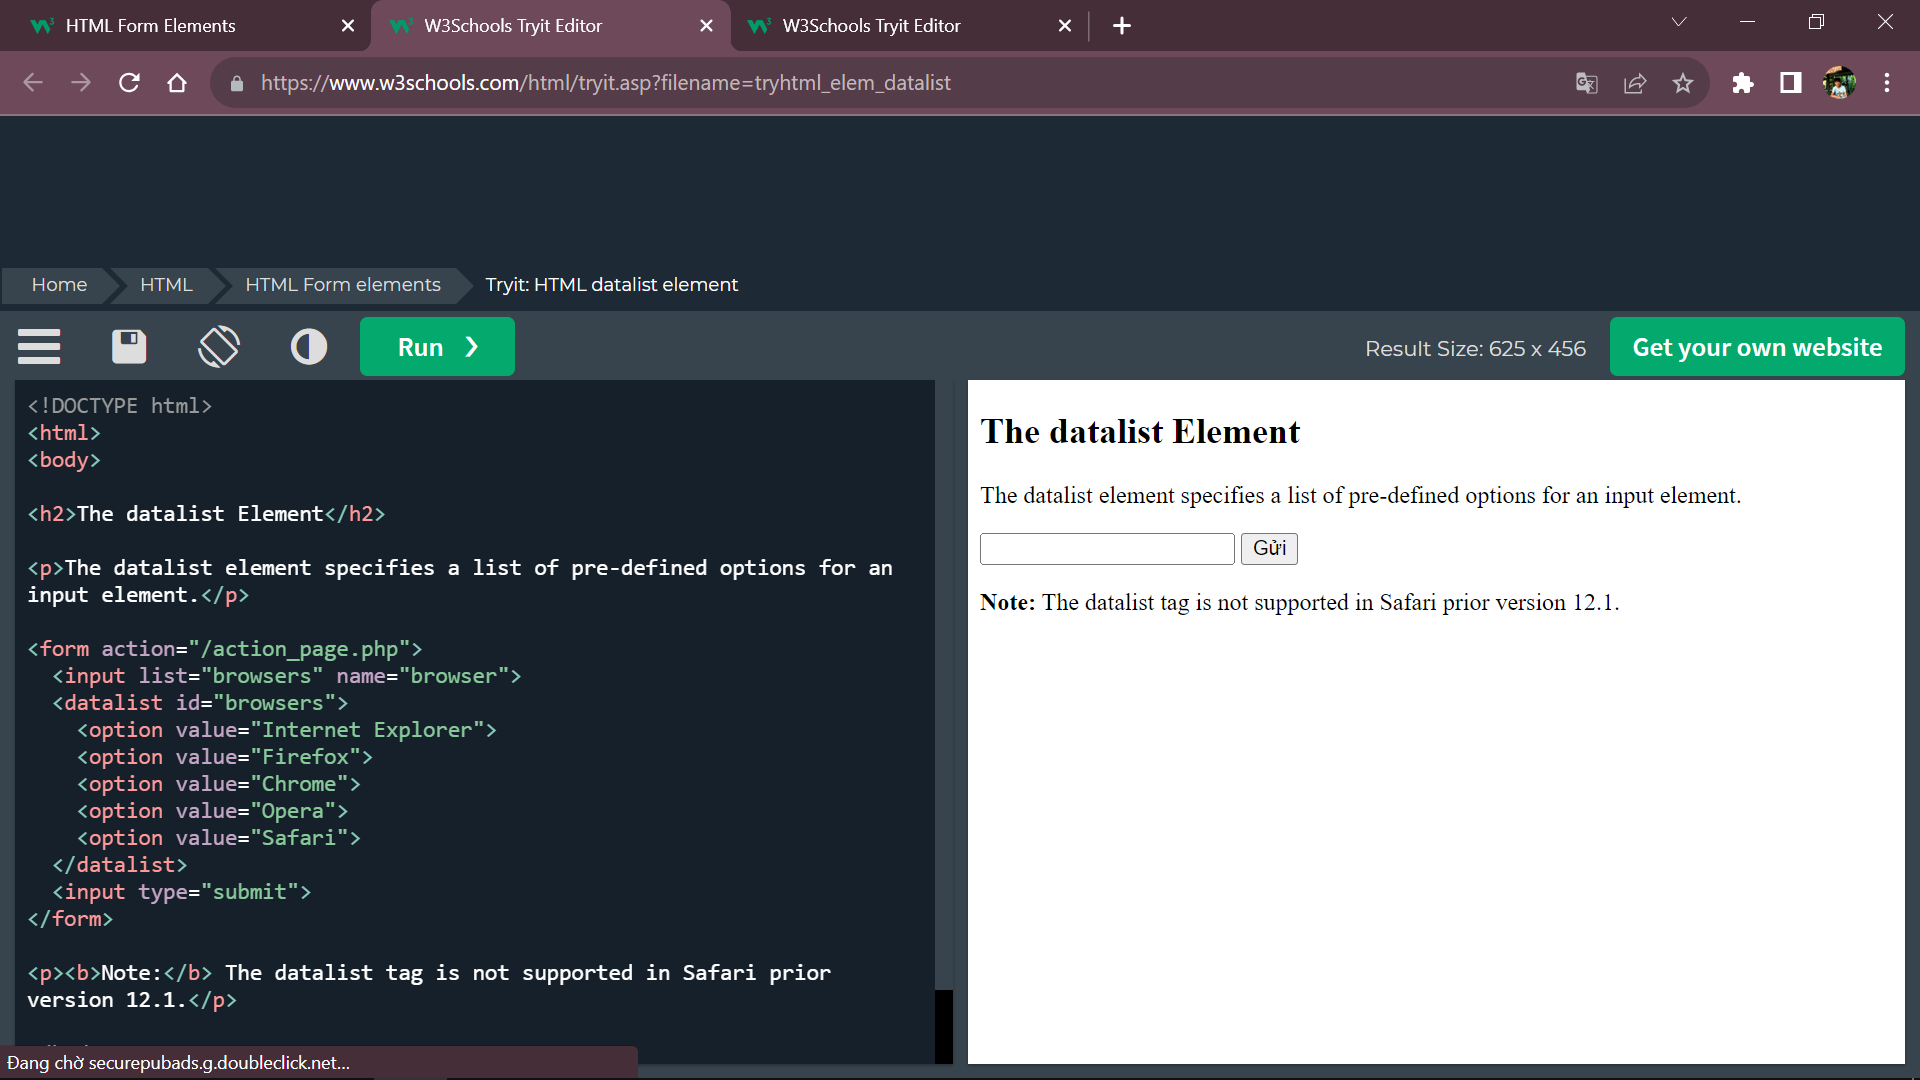 HTML Form Elements
W3Schools Tryit Editor
W3Schools Tryit Editor
https://www.w3schools.com/html/tryit.asp?filename=tryhtml_elem_datalist
Home
HTML
HTML Form elements
Tryit: HTML datalist element
Run ❯
Result Size: 625 x 456
Get your own website
<!DOCTYPE html>
<html>
<body>
<h2>The datalist Element</h2>
<p>The datalist element specifies a list of pre-defined options for an
input element.</p>
<form action="/action_page.php">
<input list="browsers" name="browser">
<datalist id="browsers">
<option value="Internet Explorer">
<option value="Firefox">
<option value="Chrome">
<option value="Opera">
<option value="Safari">
</datalist>
<input type="submit">
</form>
<p><b>Note:</b> The datalist tag is not supported in Safari prior
version 12.1.</p>
The datalist Element
The datalist element specifies a list of pre-defined options for an input element.
Gửi
Note: The datalist tag is not supported in Safari prior version 12.1.
Đang chờ securepubads.g.doubleclick.net...